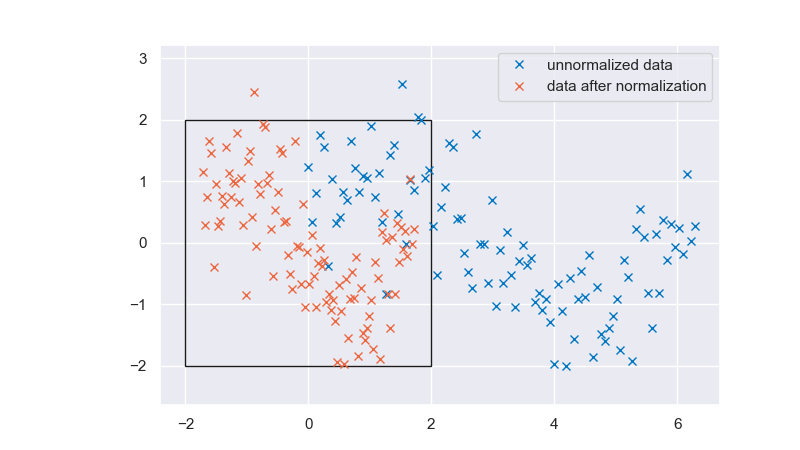 unnormalized data
data after normalization
3
2
1
0
−1
−2
−2 0 2 4 6